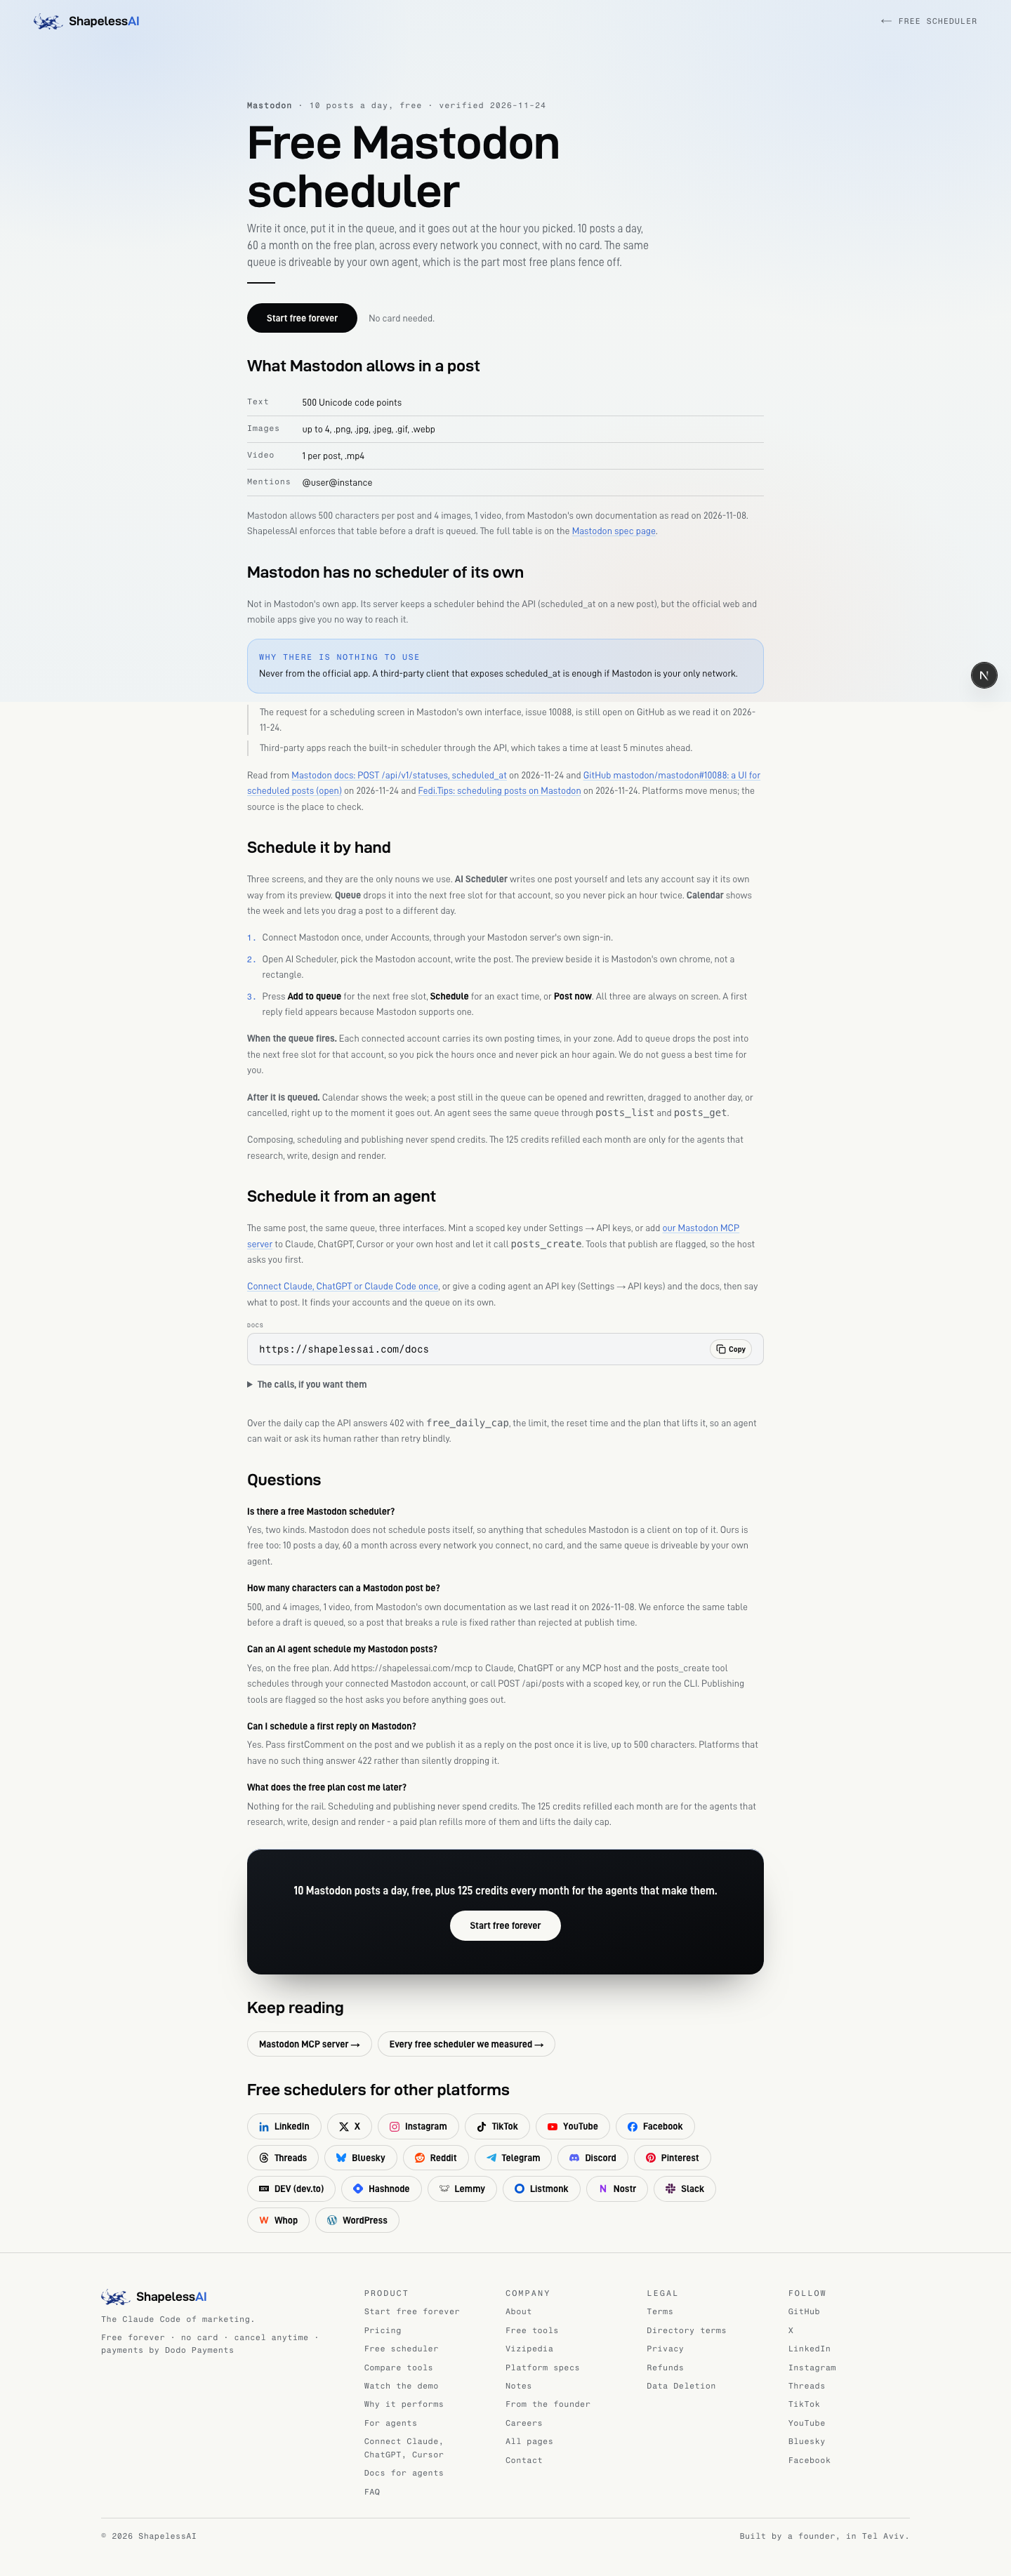 ShapelessAI
← FREE SCHEDULER
Mastodon · 10 posts a day, free · verified 2026-11-24
Free Mastodon
scheduler
Write it once, put it in the queue, and it goes out at the hour you picked. 10 posts a day,
60 a month on the free plan, across every network you connect, with no card. The same
queue is driveable by your own agent, which is the part most free plans fence off.
Start free forever
No card needed.
What Mastodon allows in a post
Text 500 Unicode code points
Images up to 4, .png, .jpg, .jpeg, .gif, .webp
Video 1 per post, .mp4
Mentions @user@instance
Mastodon allows 500 characters per post and 4 images, 1 video, from Mastodon's own documentation as read on 2026-11-08.
ShapelessAI enforces that table before a draft is queued. The full table is on the Mastodon spec page.
Mastodon has no scheduler of its own
Not in Mastodon's own app. Its server keeps a scheduler behind the API (scheduled_at on a new post), but the official web and
mobile apps give you no way to reach it.
WHY THERE IS NOTHING TO USE
Never from the official app. A third-party client that exposes scheduled_at is enough if Mastodon is your only network.
N
The request for a scheduling screen in Mastodon's own interface, issue 10088, is still open on GitHub as we read it on 2026-
11-24.
Third-party apps reach the built-in scheduler through the API, which takes a time at least 5 minutes ahead.
Read from Mastodon docs: POST /api/v1/statuses, scheduled_at on 2026-11-24 and GitHub mastodon/mastodon#10088: a UI for
scheduled posts (open) on 2026-11-24 and Fedi.Tips: scheduling posts on Mastodon on 2026-11-24. Platforms move menus; the
source is the place to check.
Schedule it by hand
Three screens, and they are the only nouns we use. AI Scheduler writes one post yourself and lets any account say it its own
way from its preview. Queue drops it into the next free slot for that account, so you never pick an hour twice. Calendar shows
the week and lets you drag a post to a different day.
1. Connect Mastodon once, under Accounts, through your Mastodon server's own sign-in.
2. Open AI Scheduler, pick the Mastodon account, write the post. The preview beside it is Mastodon's own chrome, not a
rectangle.
3. Press Add to queue for the next free slot, Schedule for an exact time, or Post now. All three are always on screen. A first
reply field appears because Mastodon supports one.
When the queue fires. Each connected account carries its own posting times, in your zone. Add to queue drops the post into
the next free slot for that account, so you pick the hours once and never pick an hour again. We do not guess a best time for
you.
After it is queued. Calendar shows the week; a post still in the queue can be opened and rewritten, dragged to another day, or
cancelled, right up to the moment it goes out. An agent sees the same queue through posts_list and posts_get.
Composing, scheduling and publishing never spend credits. The 125 credits refilled each month are only for the agents that
research, write, design and render.
Schedule it from an agent
The same post, the same queue, three interfaces. Mint a scoped key under Settings → API keys, or add our Mastodon MCP
server to Claude, ChatGPT, Cursor or your own host and let it call posts_create. Tools that publish are flagged, so the host
asks you first.
Connect Claude, ChatGPT or Claude Code once, or give a coding agent an API key (Settings → API keys) and the docs, then say
what to post. It finds your accounts and the queue on its own.
DOCS
https://shapelessai.com/docs
Copy
▶ The calls, if you want them
Over the daily cap the API answers 402 with free_daily_cap, the limit, the reset time and the plan that lifts it, so an agent
can wait or ask its human rather than retry blindly.
Questions
Is there a free Mastodon scheduler?
Yes, two kinds. Mastodon does not schedule posts itself, so anything that schedules Mastodon is a client on top of it. Ours is
free too: 10 posts a day, 60 a month across every network you connect, no card, and the same queue is driveable by your own
agent.
How many characters can a Mastodon post be?
500, and 4 images, 1 video, from Mastodon's own documentation as we last read it on 2026-11-08. We enforce the same table
before a draft is queued, so a post that breaks a rule is fixed rather than rejected at publish time.
Can an AI agent schedule my Mastodon posts?
Yes, on the free plan. Add https://shapelessai.com/mcp to Claude, ChatGPT or any MCP host and the posts_create tool
schedules through your connected Mastodon account, or call POST /api/posts with a scoped key, or run the CLI. Publishing
tools are flagged so the host asks you before anything goes out.
Can I schedule a first reply on Mastodon?
Yes. Pass firstComment on the post and we publish it as a reply on the post once it is live, up to 500 characters. Platforms that
have no such thing answer 422 rather than silently dropping it.
What does the free plan cost me later?
Nothing for the rail. Scheduling and publishing never spend credits. The 125 credits refilled each month are for the agents that
research, write, design and render - a paid plan refills more of them and lifts the daily cap.
10 Mastodon posts a day, free, plus 125 credits every month for the agents that make them.
Start free forever
Keep reading
Mastodon MCP server →
Every free scheduler we measured →
Free schedulers for other platforms
LinkedIn
X
Instagram
TikTok
YouTube
Facebook
Threads
Bluesky
Reddit
Telegram
Discord
Pinterest
DEV (dev.to)
Hashnode
Lemmy
Listmonk
Nostr
Slack
Whop
WordPress
ShapelessAI
The Claude Code of marketing.
Free forever · no card · cancel anytime ·
payments by Dodo Payments
PRODUCT
Start free forever
Pricing
Free scheduler
Compare tools
Watch the demo
Why it performs
For agents
Connect Claude,
ChatGPT, Cursor
Docs for agents
FAQ
COMPANY
About
Free tools
Vizipedia
Platform specs
Notes
From the founder
Careers
All pages
Contact
LEGAL
Terms
Directory terms
Privacy
Refunds
Data Deletion
FOLLOW
GitHub
X
LinkedIn
Instagram
Threads
TikTok
YouTube
Bluesky
Facebook
© 2026 ShapelessAI
Built by a founder, in Tel Aviv.